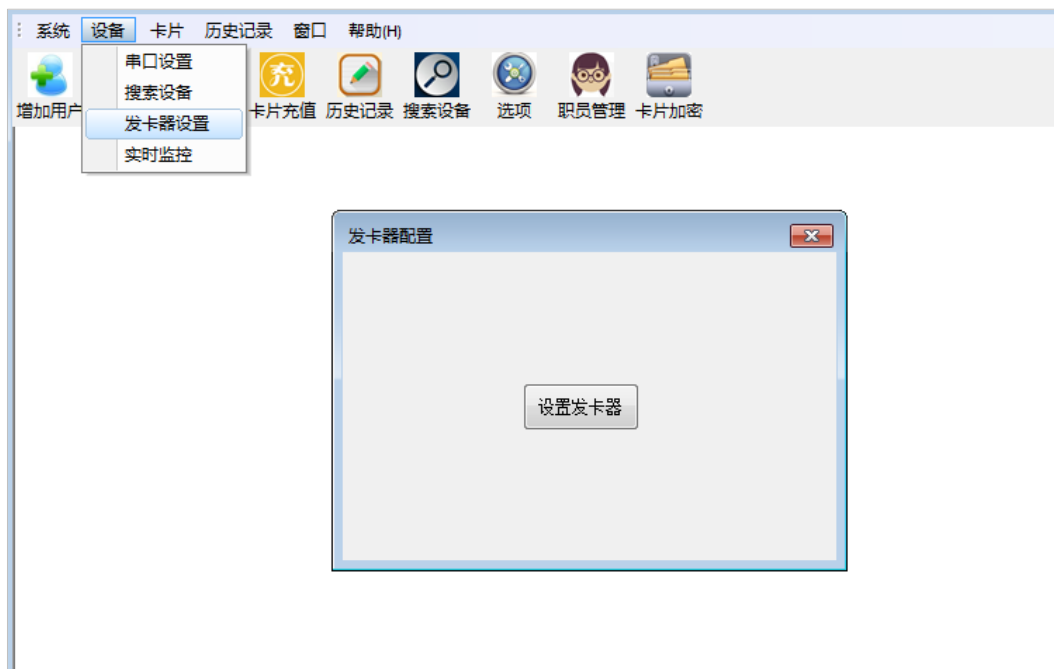 系统 设备 卡片 历史记录 窗口 帮助(H)
串口设置
搜索设备
发卡器设置
实时监控
增加用户 充 卡片充值 历史记录 搜索设备 选项 职员管理 卡片加密
发卡器配置
设置发卡器